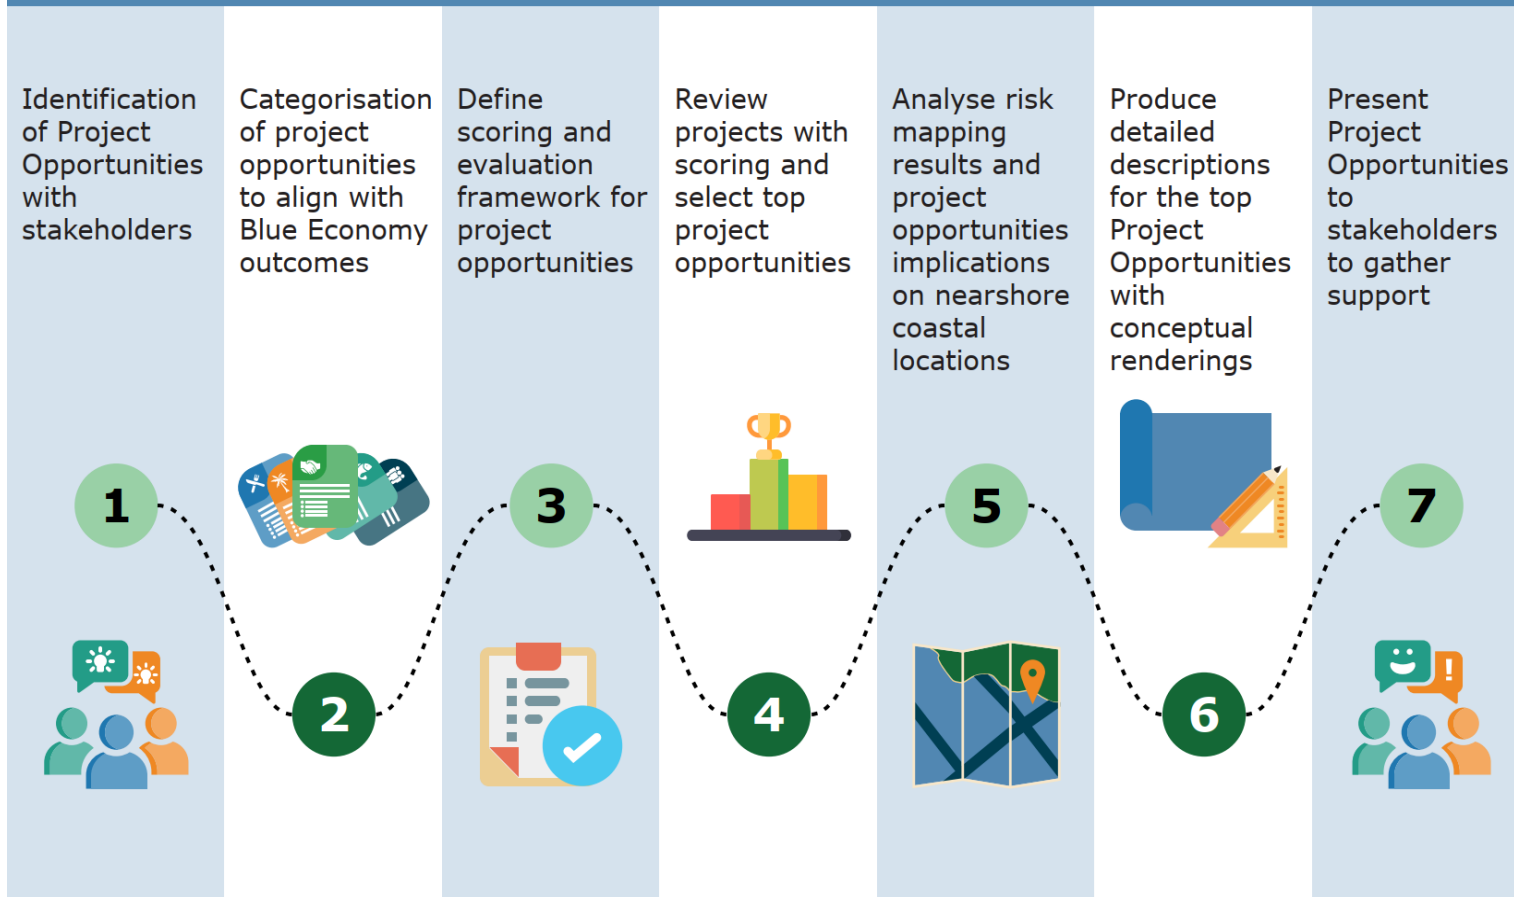 Identification
of Project
Opportunities
with
stakeholders
Categorisation
of project
opportunities
to align with
Blue Economy
outcomes
Define
scoring and
evaluation
framework for
project
opportunities
Review
projects with
scoring and
select top
project
opportunities
Analyse risk
mapping
results and
project
opportunities
implications
on nearshore
coastal
locations
Produce
detailed
descriptions
for the top
Project
Opportunities
with
conceptual
renderings
Present
Project
Opportunities
to
stakeholders
to gather
support
1
2
3
4
5
6
7
!